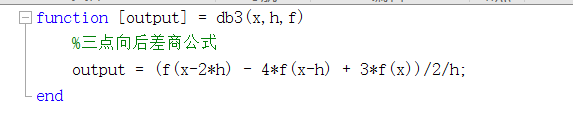 function [output] = db3(x,h,f)
%三点向后差商公式
output = (f(x-2*h) - 4*f(x-h) + 3*f(x))/2/h;
end